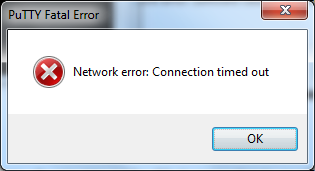 PuTTY Fatal Error
Network error: Connection timed out
OK